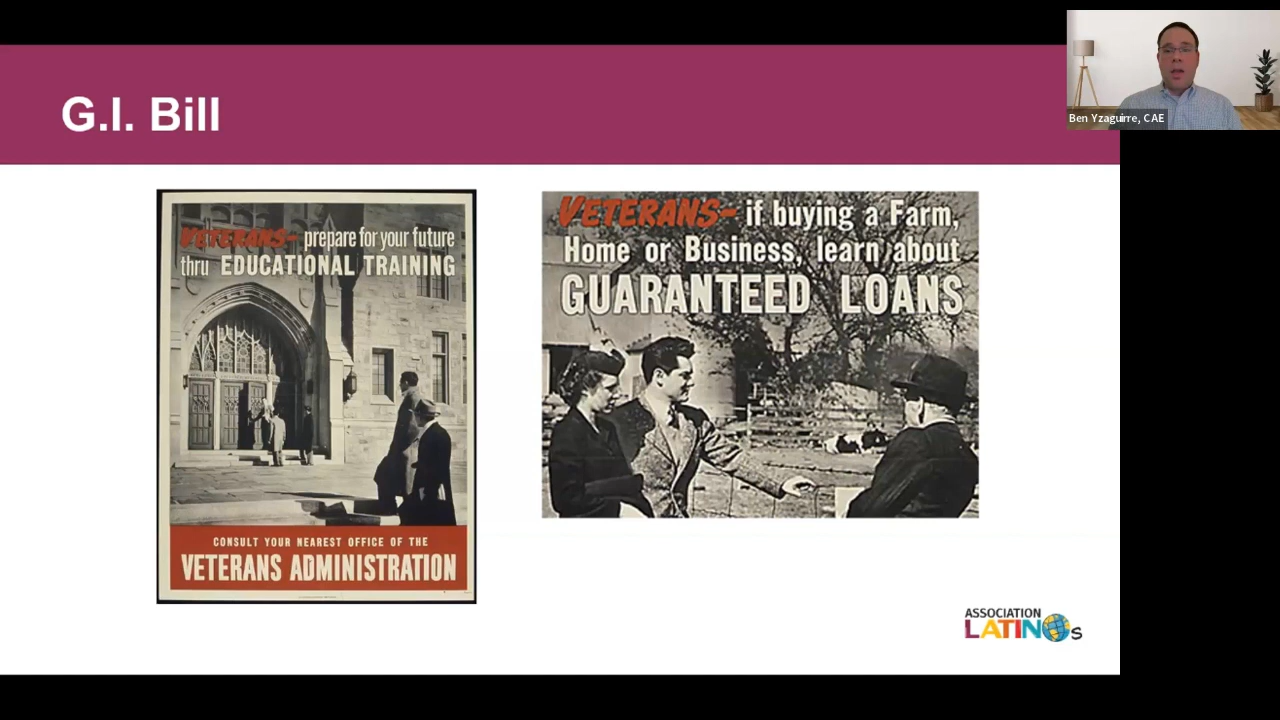 G.I. Bill
Ben Yzaguirre, CAE
VETERANS- prepare for your future
thru EDUCATIONAL TRAINING
CONSULT YOUR NEAREST OFFICE OF THE
VETERANS ADMINISTRATION
VETERANS- if buying a Farm,
Home or Business, learn about
GUARANTEED LOANS
ASSOCIATION
LATINOS